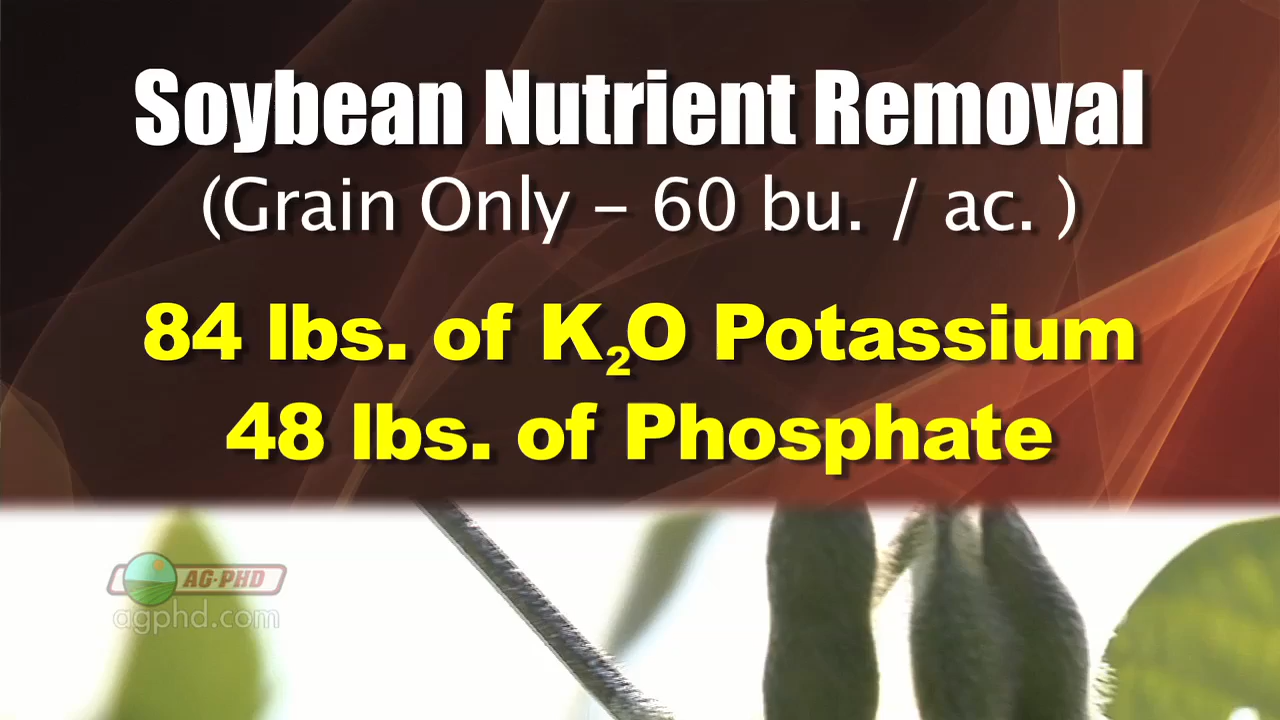 Soybean Nutrient Removal
(Grain Only – 60 bu. / ac. )
84 lbs. of K₂O Potassium
48 lbs. of Phosphate
AG·PHD
agphd.com